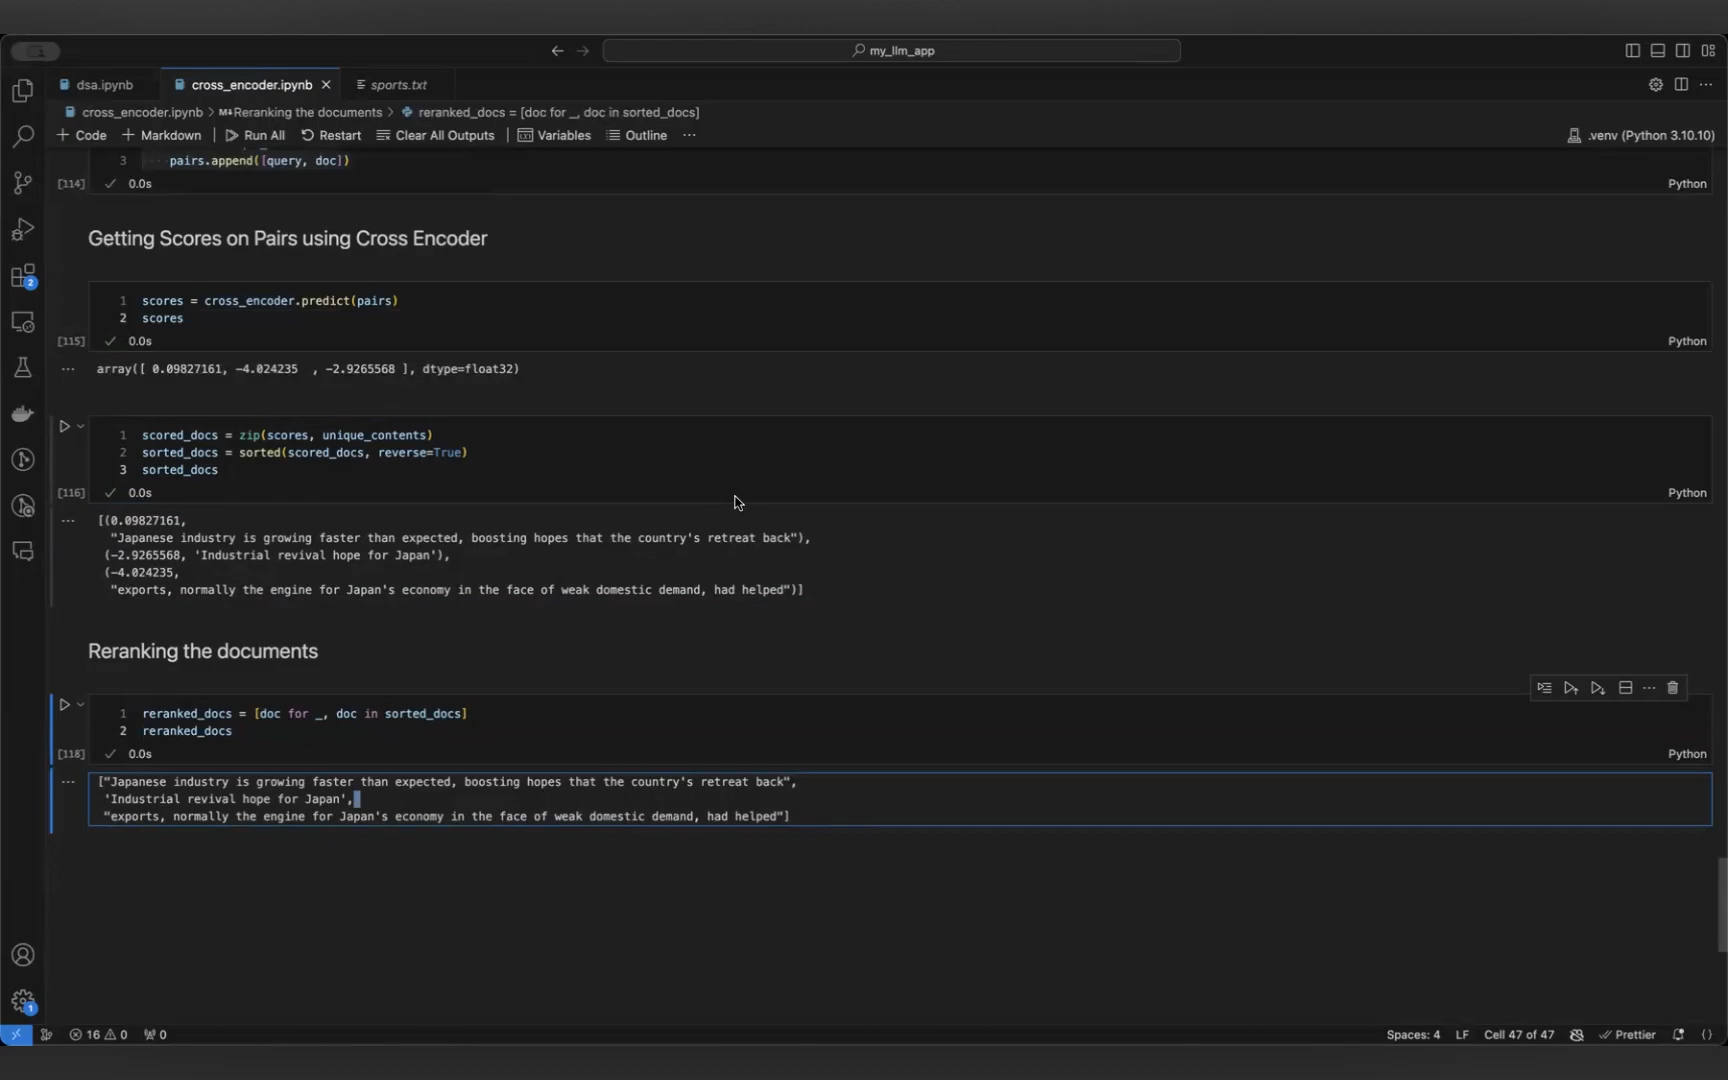 my_llm_app
dsa.ipynb
cross_encoder.ipynb
sports.txt
cross_encoder.ipynb > M↓Reranking the documents > reranked_docs = [doc for _, doc in sorted_docs]
+ Code + Markdown Run All Restart Clear All Outputs Variables Outline ··· .venv (Python 3.10.10)
3 pairs.append([query, doc])
[114] 0.0s Python
Getting Scores on Pairs using Cross Encoder
1 scores = cross_encoder.predict(pairs)
2 scores
[115] 0.0s Python
array([ 0.09827161, -4.024235  , -2.9265568 ], dtype=float32)
1 scored_docs = zip(scores, unique_contents)
2 sorted_docs = sorted(scored_docs, reverse=True)
3 sorted_docs
[116] 0.0s Python
[(0.09827161,
"Japanese industry is growing faster than expected, boosting hopes that the country's retreat back"),
(-2.9265568, 'Industrial revival hope for Japan'),
(-4.024235,
"exports, normally the engine for Japan's economy in the face of weak domestic demand, had helped")]
Reranking the documents
1 reranked_docs = [doc for _, doc in sorted_docs]
2 reranked_docs
[118] 0.0s Python
["Japanese industry is growing faster than expected, boosting hopes that the country's retreat back",
'Industrial revival hope for Japan',
"exports, normally the engine for Japan's economy in the face of weak domestic demand, had helped"]
2
1
16 0 0 Spaces: 4 LF Cell 47 of 47 Prettier